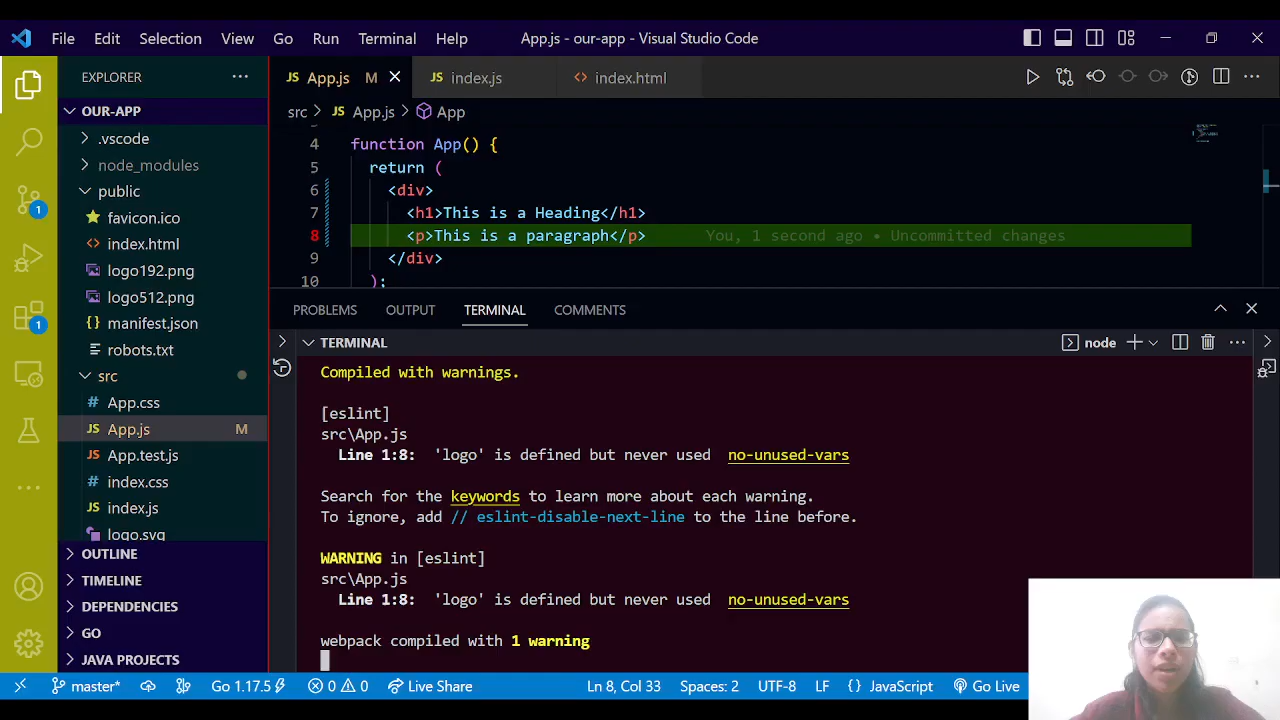 File Edit Selection View Go Run Terminal Help App.js - our-app - Visual Studio Code
EXPLORER
OUR-APP
.vscode
node_modules
public
favicon.ico
index.html
logo192.png
logo512.png
manifest.json
robots.txt
src
App.css
App.js M
App.test.js
index.css
index.js
logo.svg
OUTLINE
TIMELINE
DEPENDENCIES
GO
JAVA PROJECTS
1
1
JS App.js M
JS index.js
index.html
src > JS App.js > App
4 function App() {
5 return (
6 <div>
7 <h1>This is a Heading</h1>
8 <p>This is a paragraph</p> You, 1 second ago • Uncommitted changes
9 </div>
10 );
PROBLEMS OUTPUT TERMINAL COMMENTS
TERMINAL
node
Compiled with warnings.
[eslint]
src\App.js
Line 1:8: 'logo' is defined but never used no-unused-vars
Search for the keywords to learn more about each warning.
To ignore, add // eslint-disable-next-line to the line before.
WARNING in [eslint]
src\App.js
Line 1:8: 'logo' is defined but never used no-unused-vars
webpack compiled with 1 warning
master* Go 1.17.5 0 0 Live Share Ln 8, Col 33 Spaces: 2 UTF-8 LF {} JavaScript Go Live